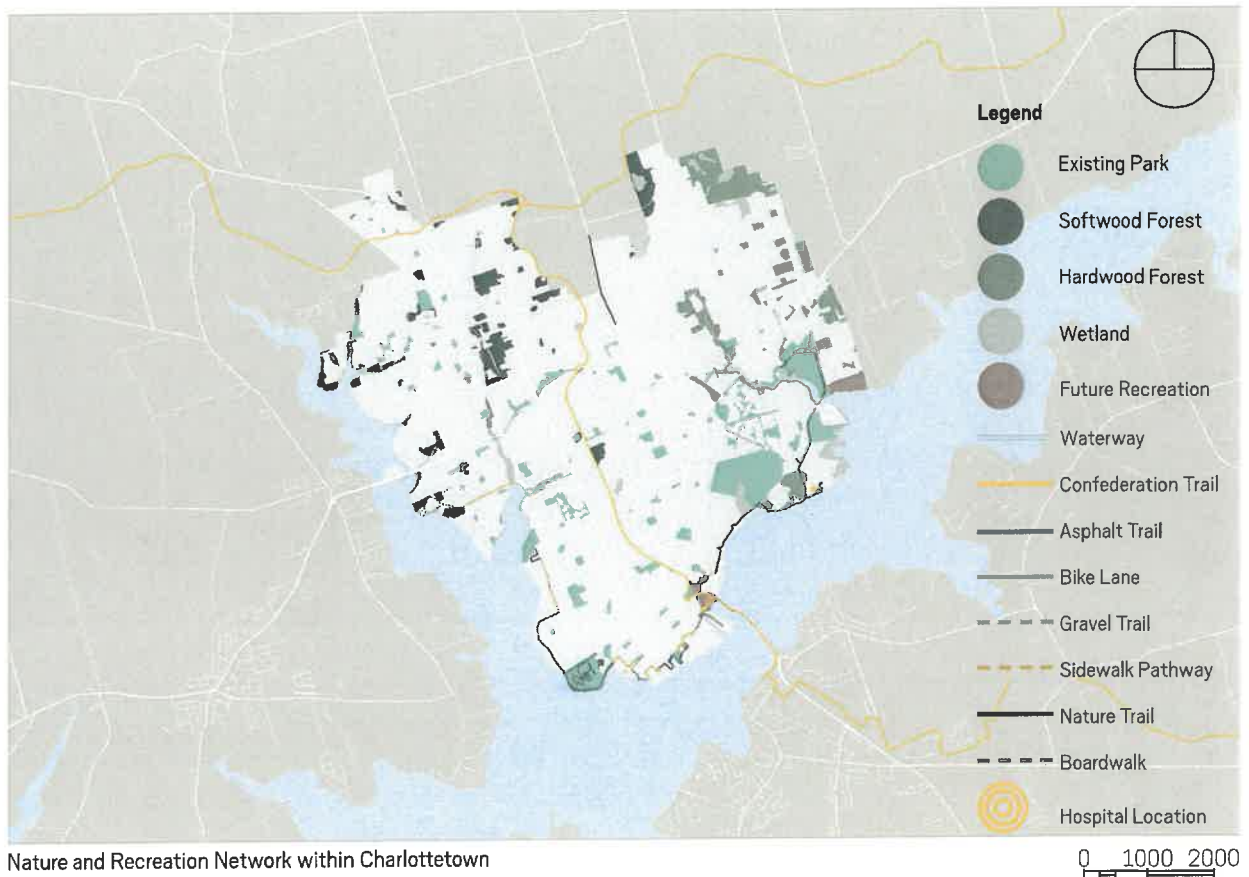 Legend
Existing Park
Softwood Forest
Hardwood Forest
Wetland
Future Recreation
Waterway
Confederation Trail
Asphalt Trail
Bike Lane
Gravel Trail
Sidewalk Pathway
Nature Trail
Boardwalk
Hospital Location
Nature and Recreation Network within Charlottetown
0 1000 2000